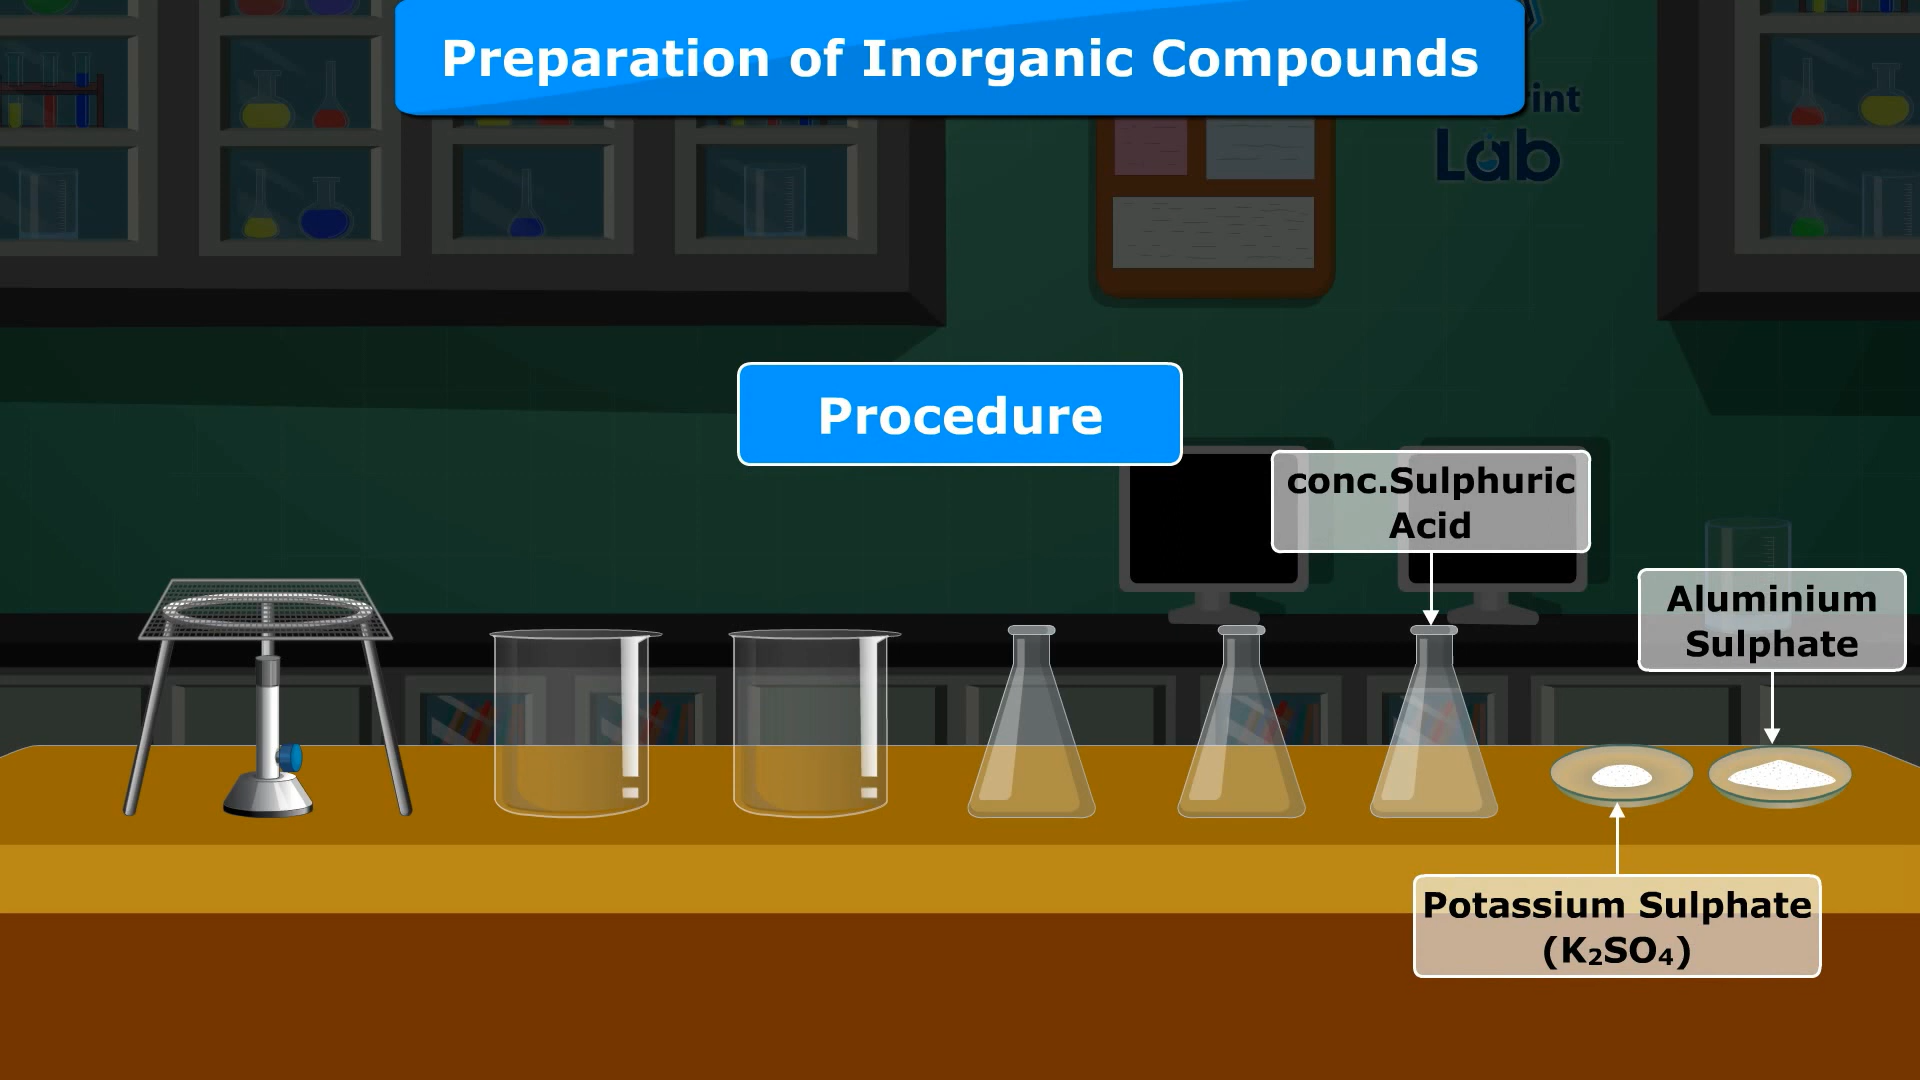 Preparation of Inorganic Compounds
Lab
Procedure
conc.Sulphuric
Acid
Aluminium
Sulphate
Potassium Sulphate
(K₂SO₄)